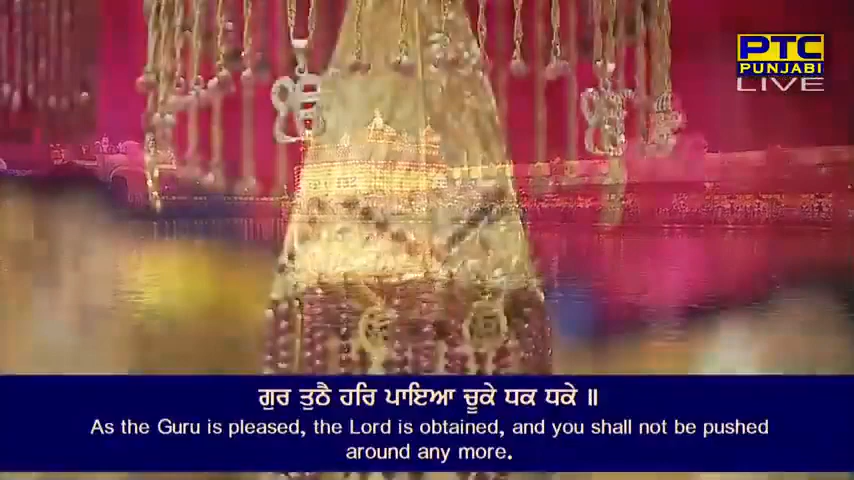 PTC
PUNJABI
LIVE
ਗੁਰ ਤੁਠੈ ਹਰਿ ਪਾਇਆ ਚੂਕੇ ਧਕ ਧਕੇ ॥
As the Guru is pleased, the Lord is obtained, and you shall not be pushed
around any more.